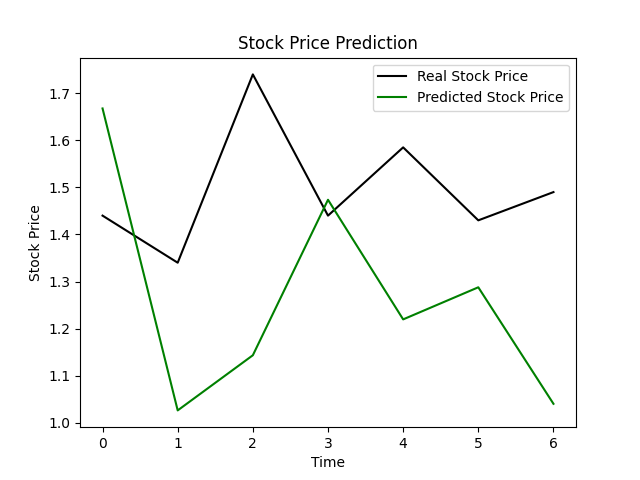 Stock Price Prediction
Real Stock Price
Predicted Stock Price
Stock Price
1.7
1.6
1.5
1.4
1.3
1.2
1.1
1.0
0 1 2 3 4 5 6
Time